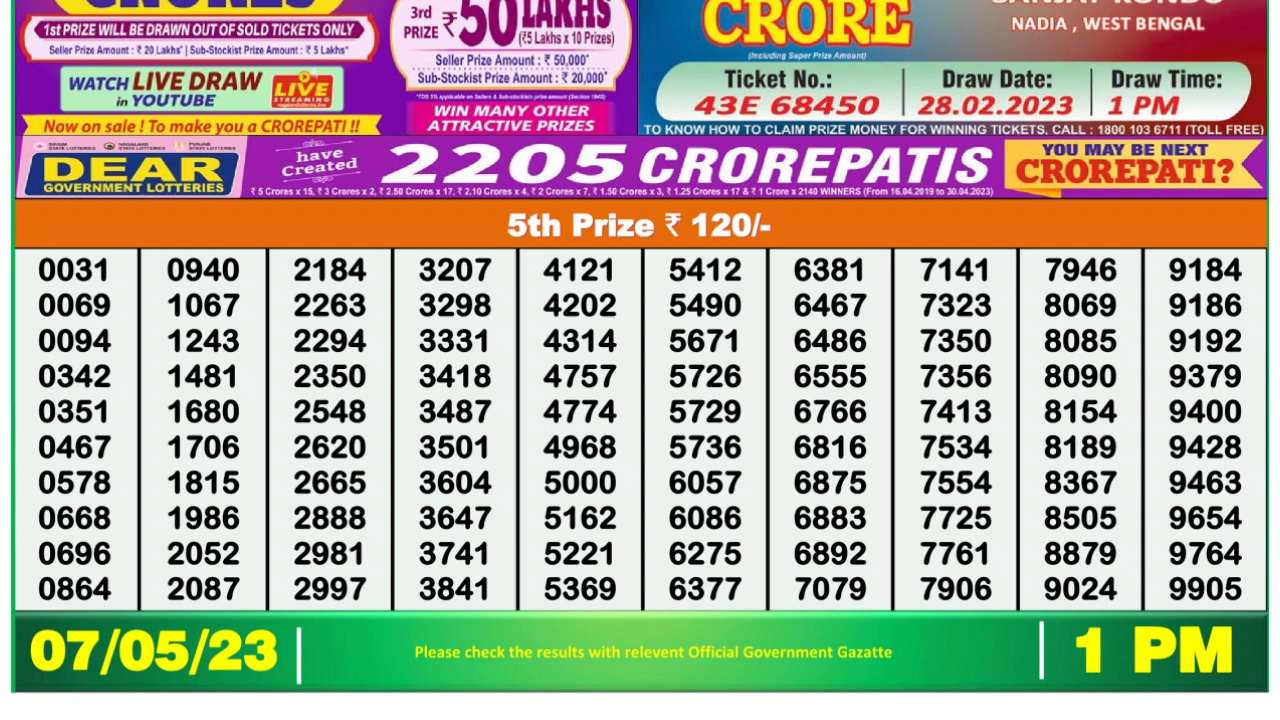 CRORES
1st PRIZE WILL BE DRAWN OUT OF SOLD TICKETS ONLY
Seller Prize Amount : ₹ 20 Lakhs* | Sub-Stockist Prize Amount : ₹ 5 Lakhs*
WATCH LIVE DRAW
in YOUTUBE
LIVE
STREAMING
Now on sale ! To make you a CROREPATI !!
3rd
PRIZE ₹ 50 LAKHS
(₹5 Lakhs x 10 Prizes)
Seller Prize Amount : ₹ 50,000*
Sub-Stockist Prize Amount : ₹ 20,000*
WIN MANY OTHER
ATTRACTIVE PRIZES
CRORE
(Including Super Prize Amount)
NADIA , WEST BENGAL
Ticket No.: Draw Date: Draw Time:
43E 68450 28.02.2023 1 PM
TO KNOW HOW TO CLAIM PRIZE MONEY FOR WINNING TICKETS, CALL : 1800 103 6711 (TOLL FREE)
DEAR
GOVERNMENT LOTTERIES
have
created
2205 CROREPATIS
₹ 5 Crores x 15, ₹ 3 Crores x 2, ₹ 2.50 Crores x 17, ₹ 2.10 Crores x 4, ₹ 2 Crores x 7, ₹ 1.50 Crores x 3, ₹ 1.25 Crores x 17 & ₹ 1 Crore x 2140 WINNERS (From 16.04.2019 to 30.04.2023)
YOU MAY BE NEXT
CROREPATI?
5th Prize ₹ 120/-
0031 0940 2184 3207 4121 5412 6381 7141 7946 9184
0069 1067 2263 3298 4202 5490 6467 7323 8069 9186
0094 1243 2294 3331 4314 5671 6486 7350 8085 9192
0342 1481 2350 3418 4757 5726 6555 7356 8090 9379
0351 1680 2548 3487 4774 5729 6766 7413 8154 9400
0467 1706 2620 3501 4968 5736 6816 7534 8189 9428
0578 1815 2665 3604 5000 6057 6875 7554 8367 9463
0668 1986 2888 3647 5162 6086 6883 7725 8505 9654
0696 2052 2981 3741 5221 6275 6892 7761 8879 9764
0864 2087 2997 3841 5369 6377 7079 7906 9024 9905
07/05/23 Please check the results with relevent Official Government Gazatte 1 PM